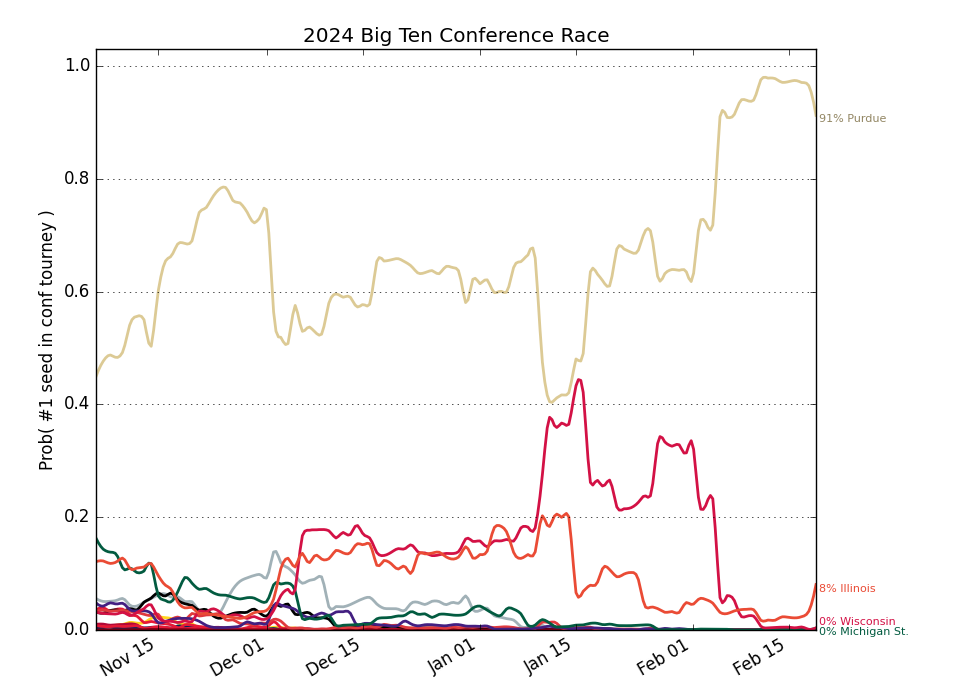 2024 Big Ten Conference Race
Prob( #1 seed in conf tourney )
1.0
0.8
0.6
0.4
0.2
0.0
Nov 15
Dec 01
Dec 15
Jan 01
Jan 15
Feb 01
Feb 15
91% Purdue
8% Illinois
0% Wisconsin
0% Michigan St.